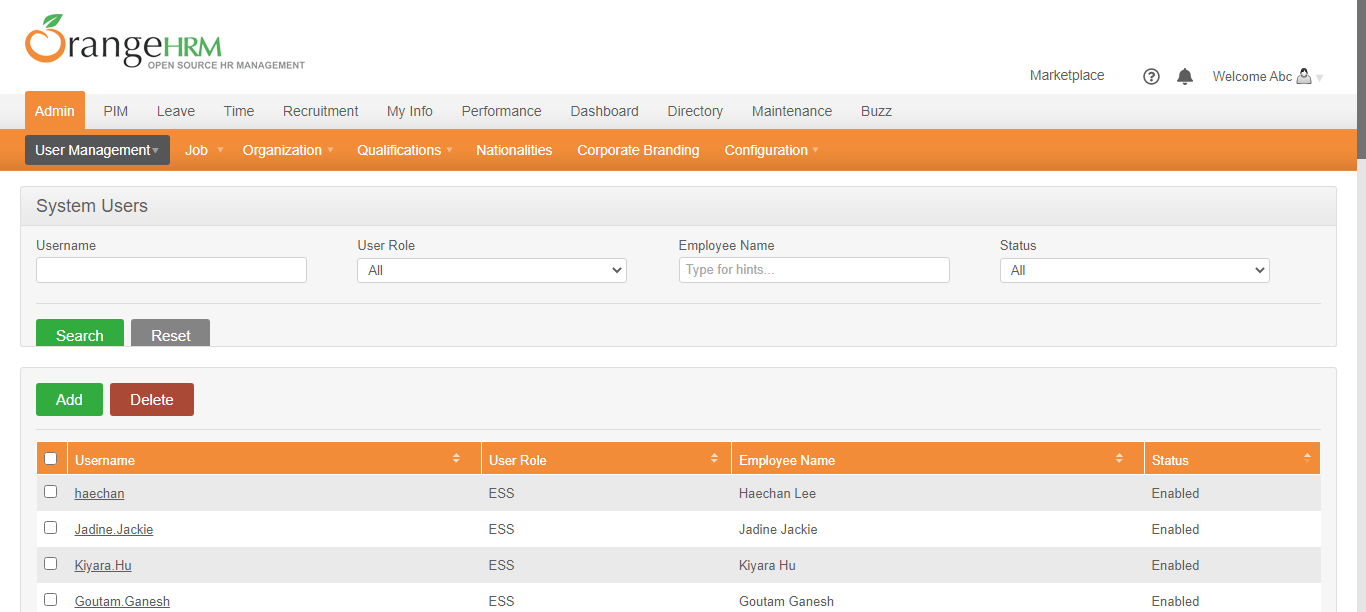 OrangeHRM
OPEN SOURCE HR MANAGEMENT
Marketplace ? Welcome Abc
Admin PIM Leave Time Recruitment My Info Performance Dashboard Directory Maintenance Buzz
User Management Job Organization Qualifications Nationalities Corporate Branding Configuration
System Users
Username User Role Employee Name Status
All Type for hints... All
Search Reset
Add Delete
Username User Role Employee Name Status
haechan ESS Haechan Lee Enabled
Jadine.Jackie ESS Jadine Jackie Enabled
Kiyara.Hu ESS Kiyara Hu Enabled
Goutam.Ganesh ESS Goutam Ganesh Enabled